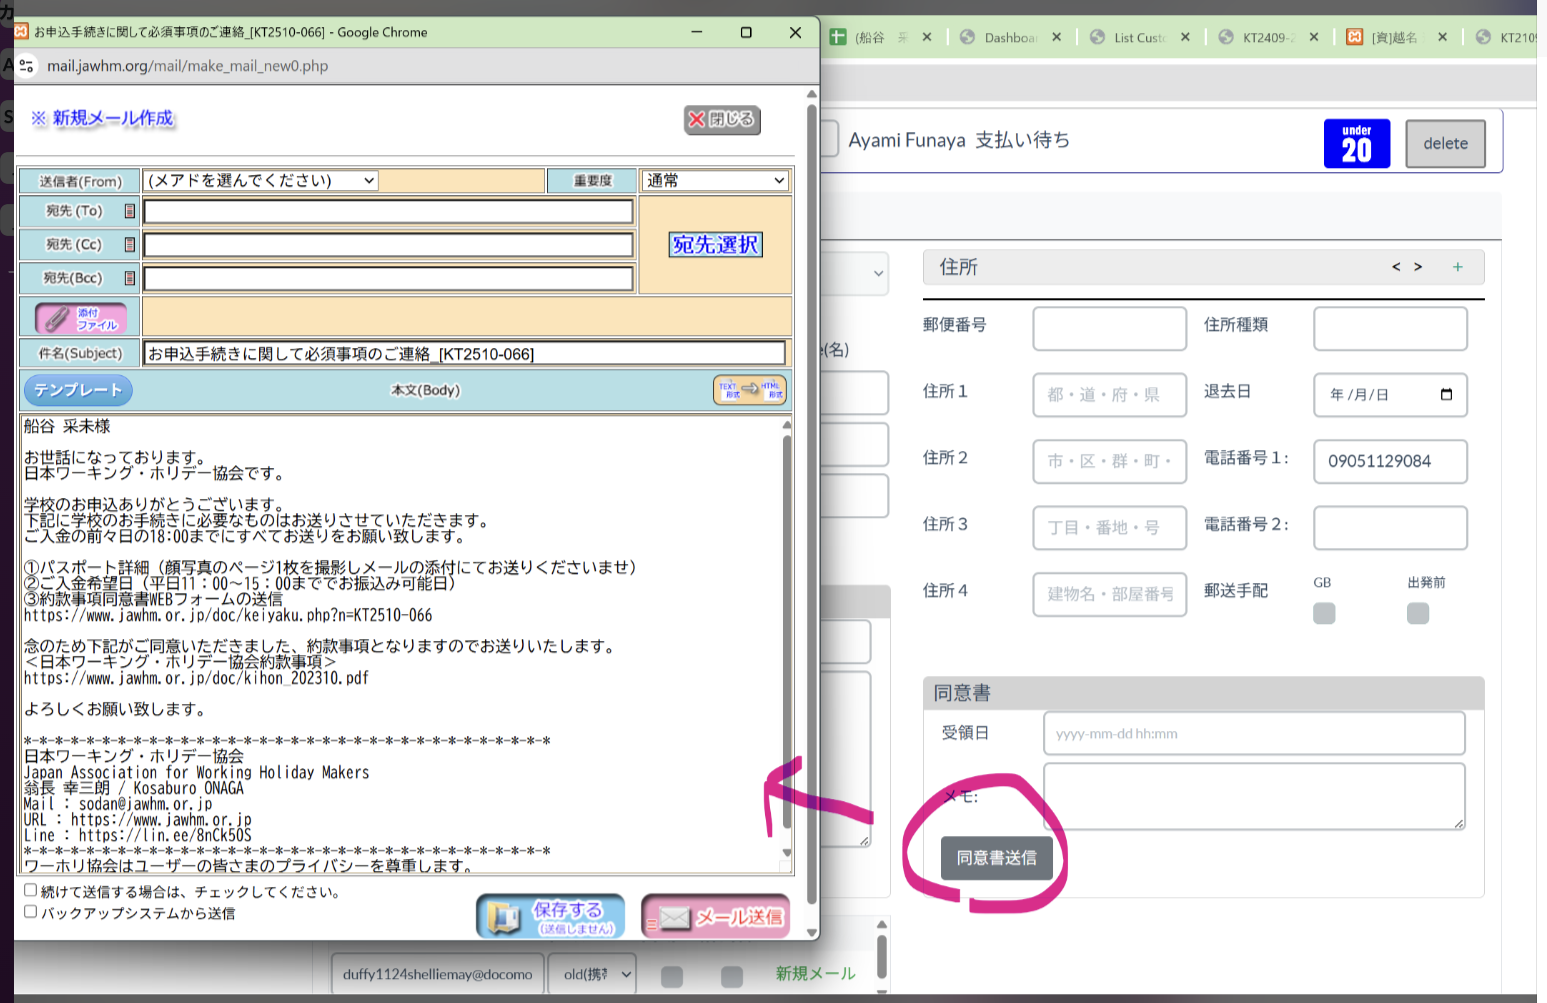 お申込手続きに関して必須事項のご連絡_[KT2510-066] - Google Chrome
mail.jawhm.org/mail/make_mail_new0.php
※ 新規メール作成
閉じる
送信者(From) (メアドを選んでください) 重要度 通常
宛先 (To)
宛先 (Cc)
宛先選択
宛先(Bcc)
添付
ファイル
件名(Subject) お申込手続きに関して必須事項のご連絡_[KT2510-066]
テンプレート 本文(Body) TEXT形式 HTML形式
船谷 采未様
お世話になっております。
日本ワーキング・ホリデー協会です。
学校のお申込ありがとうございます。
下記に学校のお手続きに必要なものはお送りさせていただきます。
ご入金の前々日の18:00までにすべてお送りをお願い致します。
①パスポート詳細（顔写真のページ1枚を撮影しメールの添付にてお送りくださいませ）
②ご入金希望日（平日11：00～15：00まででお振込み可能日）
③約款事項同意書WEBフォームの送信
https://www.jawhm.or.jp/doc/keiyaku.php?n=KT2510-066
念のため下記がご同意いただきました、約款事項となりますのでお送りいたします。
＜日本ワーキング・ホリデー協会約款事項＞
https://www.jawhm.or.jp/doc/kihon_202310.pdf
よろしくお願い致します。
*-*-*-*-*-*-*-*-*-*-*-*-*-*-*-*-*-*-*-*-*-*-*-*-*-*-*-*-*-*-*-*-*-*
日本ワーキング・ホリデー協会
Japan Association for Working Holiday Makers
翁長 幸三朗 / Kosaburo ONAGA
Mail : sodan@jawhm.or.jp
URL : https://www.jawhm.or.jp
Line : https://lin.ee/8nCk50S
*-*-*-*-*-*-*-*-*-*-*-*-*-*-*-*-*-*-*-*-*-*-*-*-*-*-*-*-*-*-*-*-*-*
ワーホリ協会はユーザーの皆さまのプライバシーを尊重します。
続けて送信する場合は、チェックしてください。
バックアップシステムから送信
保存する
(送信しません)
メール送信
(船谷 采 Dashboa List Custo KT2409-2 [資]越名 KT2109
Ayami Funaya 支払い待ち
under
20
delete
住所 < > +
郵便番号 住所種類
(名)
住所１ 都・道・府・県 退去日 年 /月/日
住所２ 市・区・群・町・ 電話番号１: 09051129084
住所３ 丁目・番地・号 電話番号２:
住所４ 建物名・部屋番号 郵送手配 GB 出発前
同意書
受領日 yyyy-mm-dd hh:mm
メモ:
同意書送信
duffy1124shelliemay@docomo old(携帯 新規メール